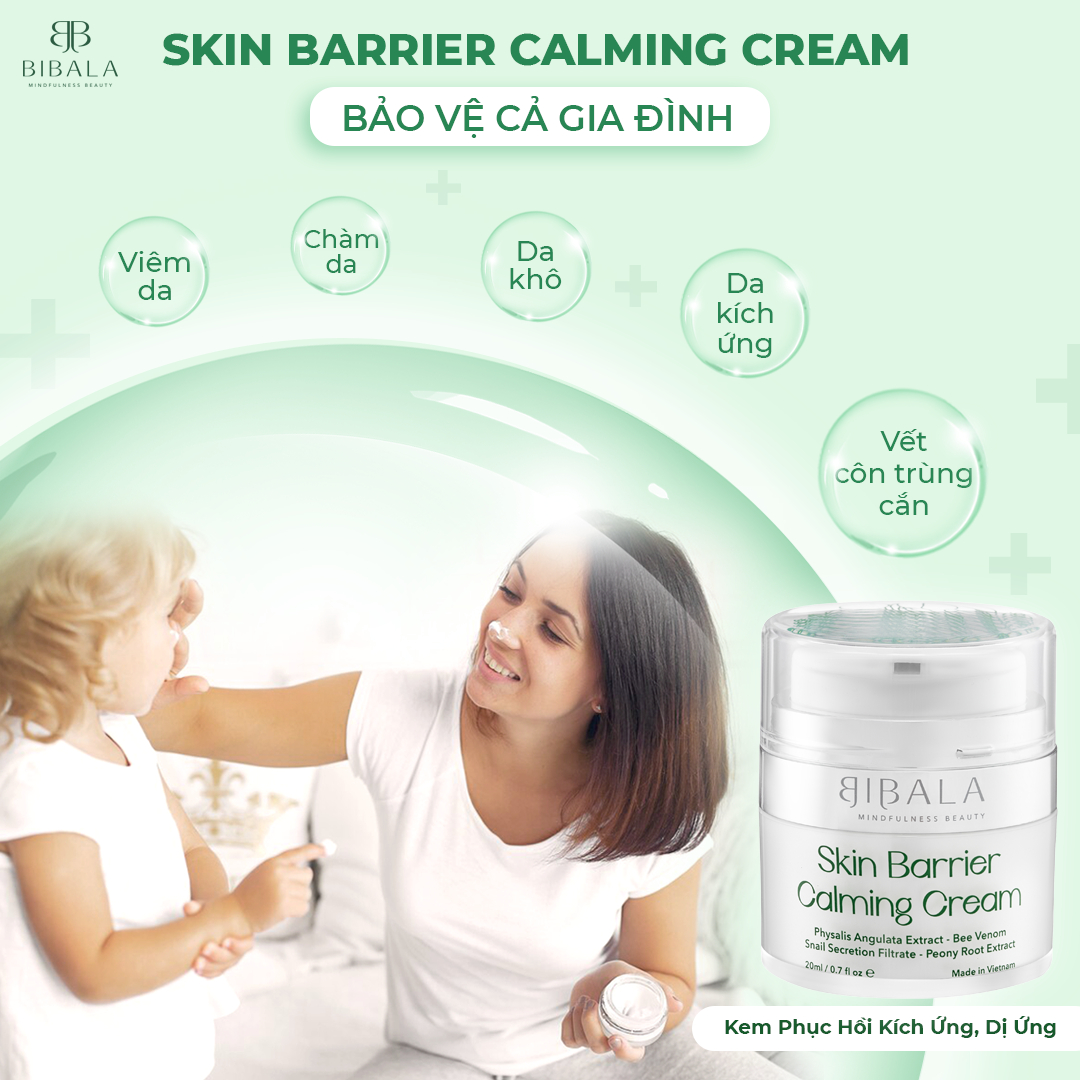 BIBALA
MINDFULNESS BEAUTY
SKIN BARRIER CALMING CREAM
BẢO VỆ CẢ GIA ĐÌNH
Viêm
da
Chàm
da
Da
khô
Da
kích
ứng
Vết
côn trùng
cắn
BIBALA
MINDFULNESS BEAUTY
Skin Barrier
Calming Cream
Physalis Angulata Extract - Bee Venom
Snail Secretion Filtrate - Peony Root Extract
20ml / 0.7 fl oz ℮
Made in Vietnam
Kem Phục Hồi Kích Ứng, Dị Ứng